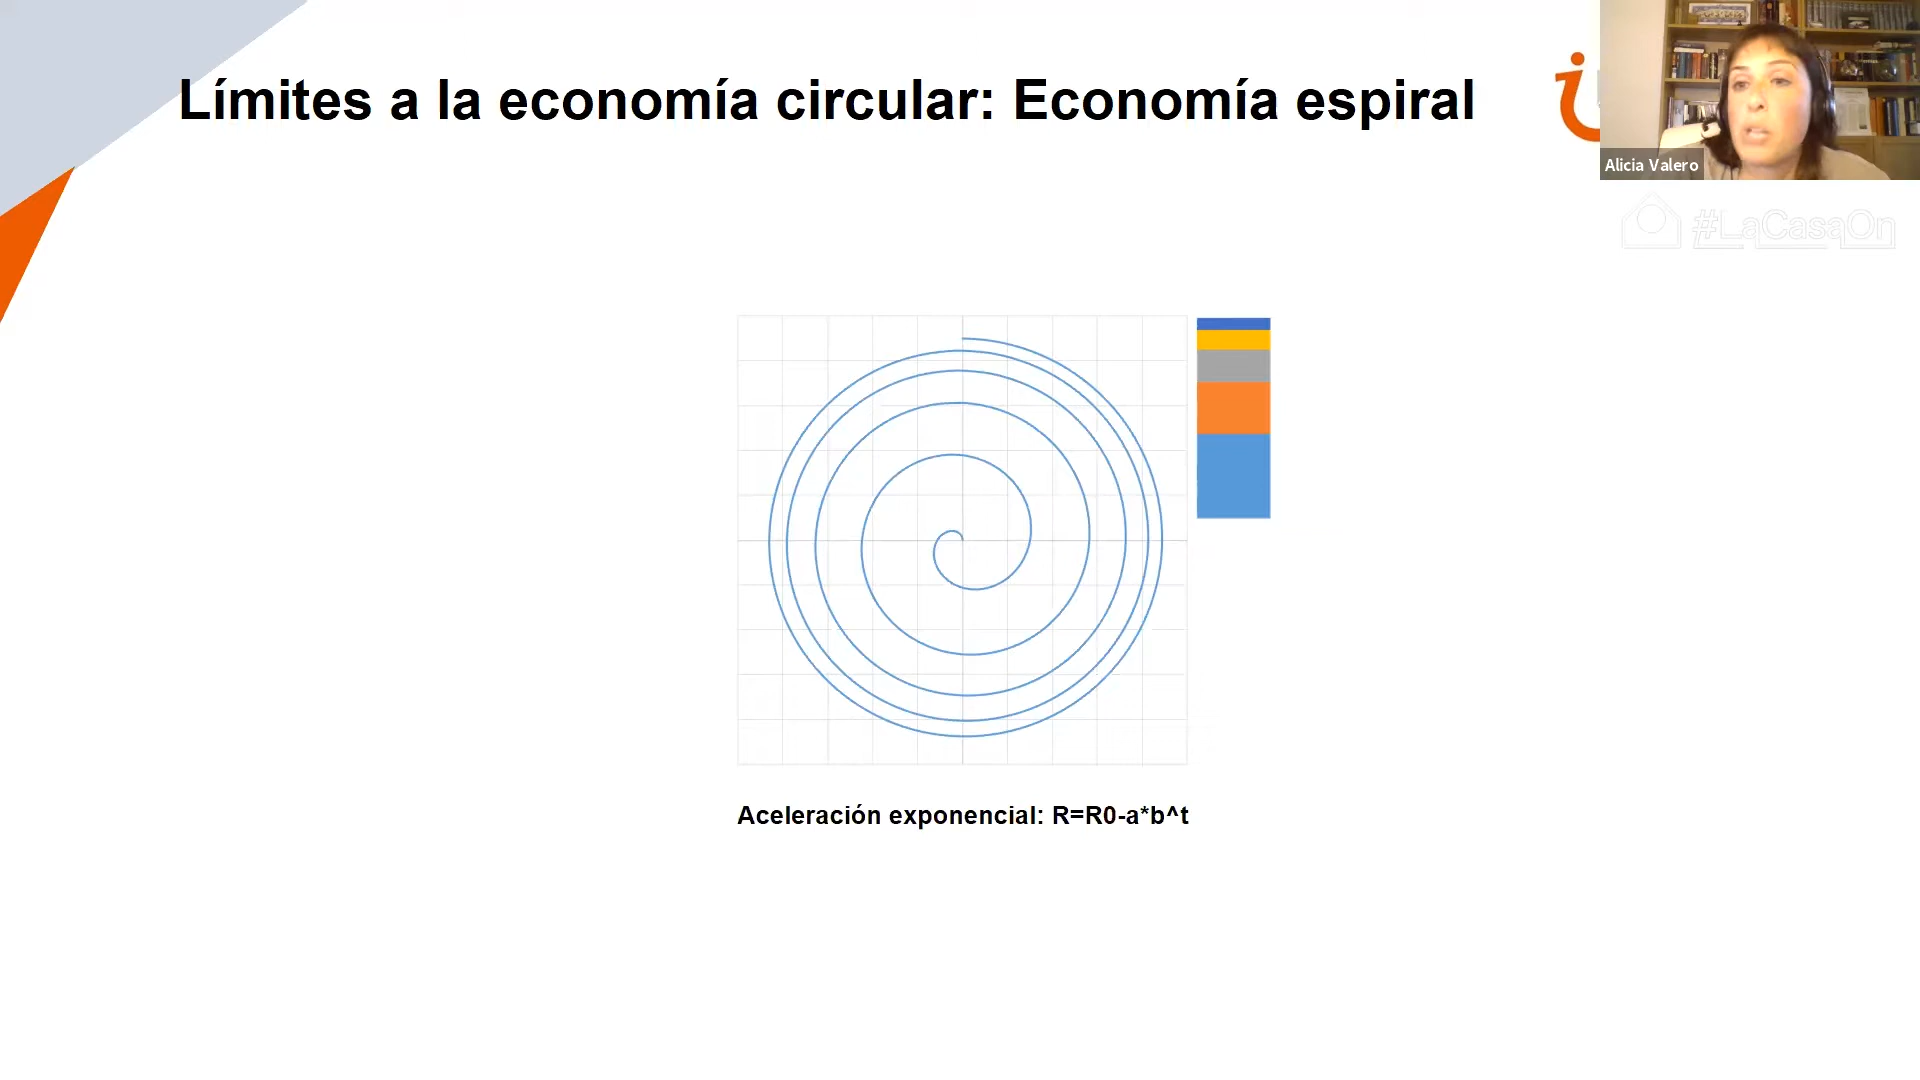 Límites a la economía circular: Economía espiral
Alicia Valero
#LaCasaOn
Aceleración exponencial: R=R0-a*b^t